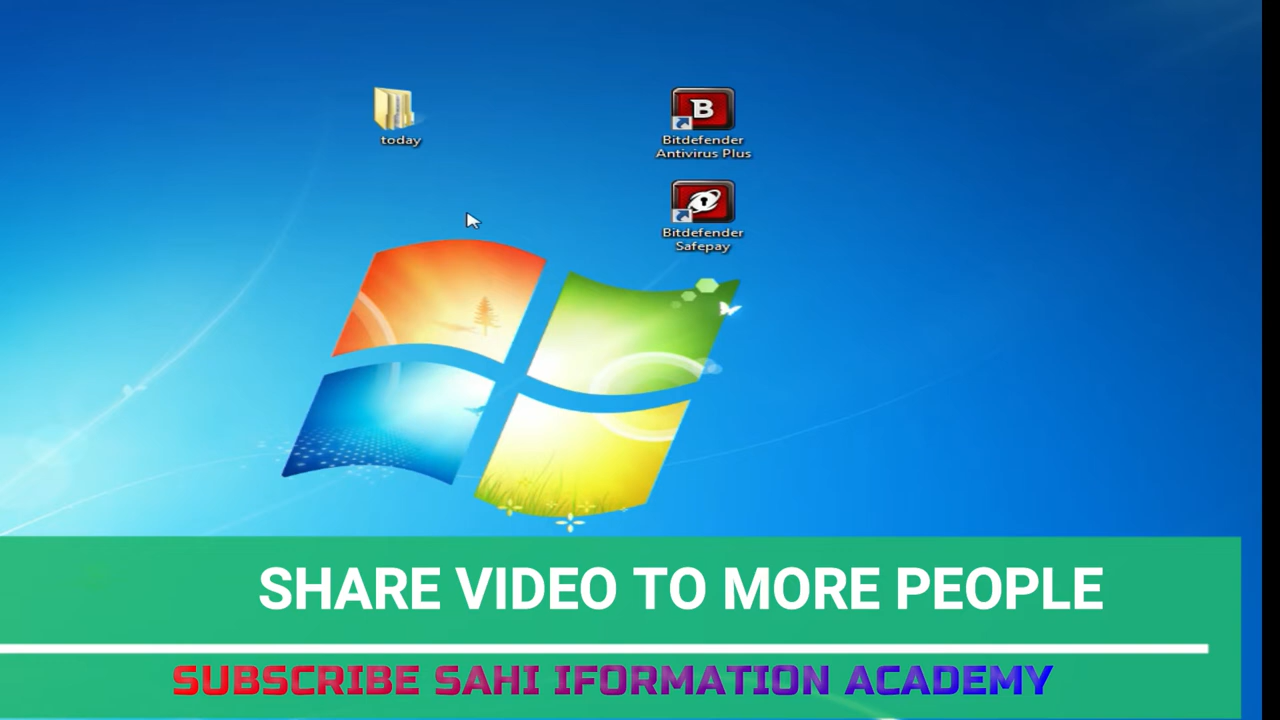 today
Bitdefender
Antivirus Plus
Bitdefender
Safepay
SHARE VIDEO TO MORE PEOPLE
SUBSCRIBE SAHI IFORMATION ACADEMY